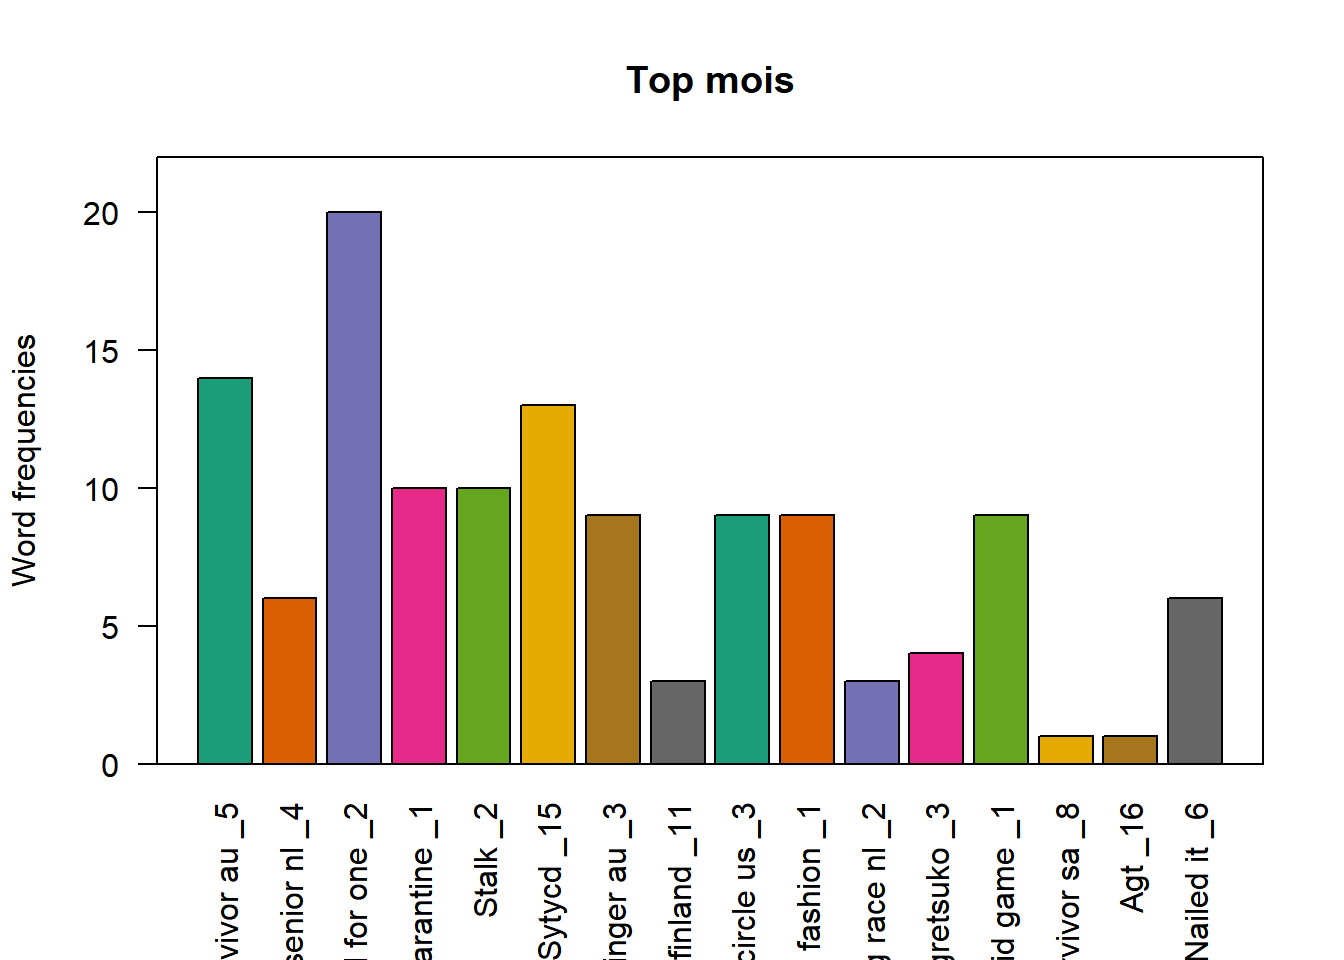 Top mois
Word frequencies
20
15
10
5
0
vivor au _5
senior nl _4
for one _2
arantine _1
Stalk _2
Sytycd _15
inger au _3
finland _11
circle us _3
fashion _1
race nl _2
gretsuko _3
id game _1
vivor sa _8
Agt _16
Nailed it _6